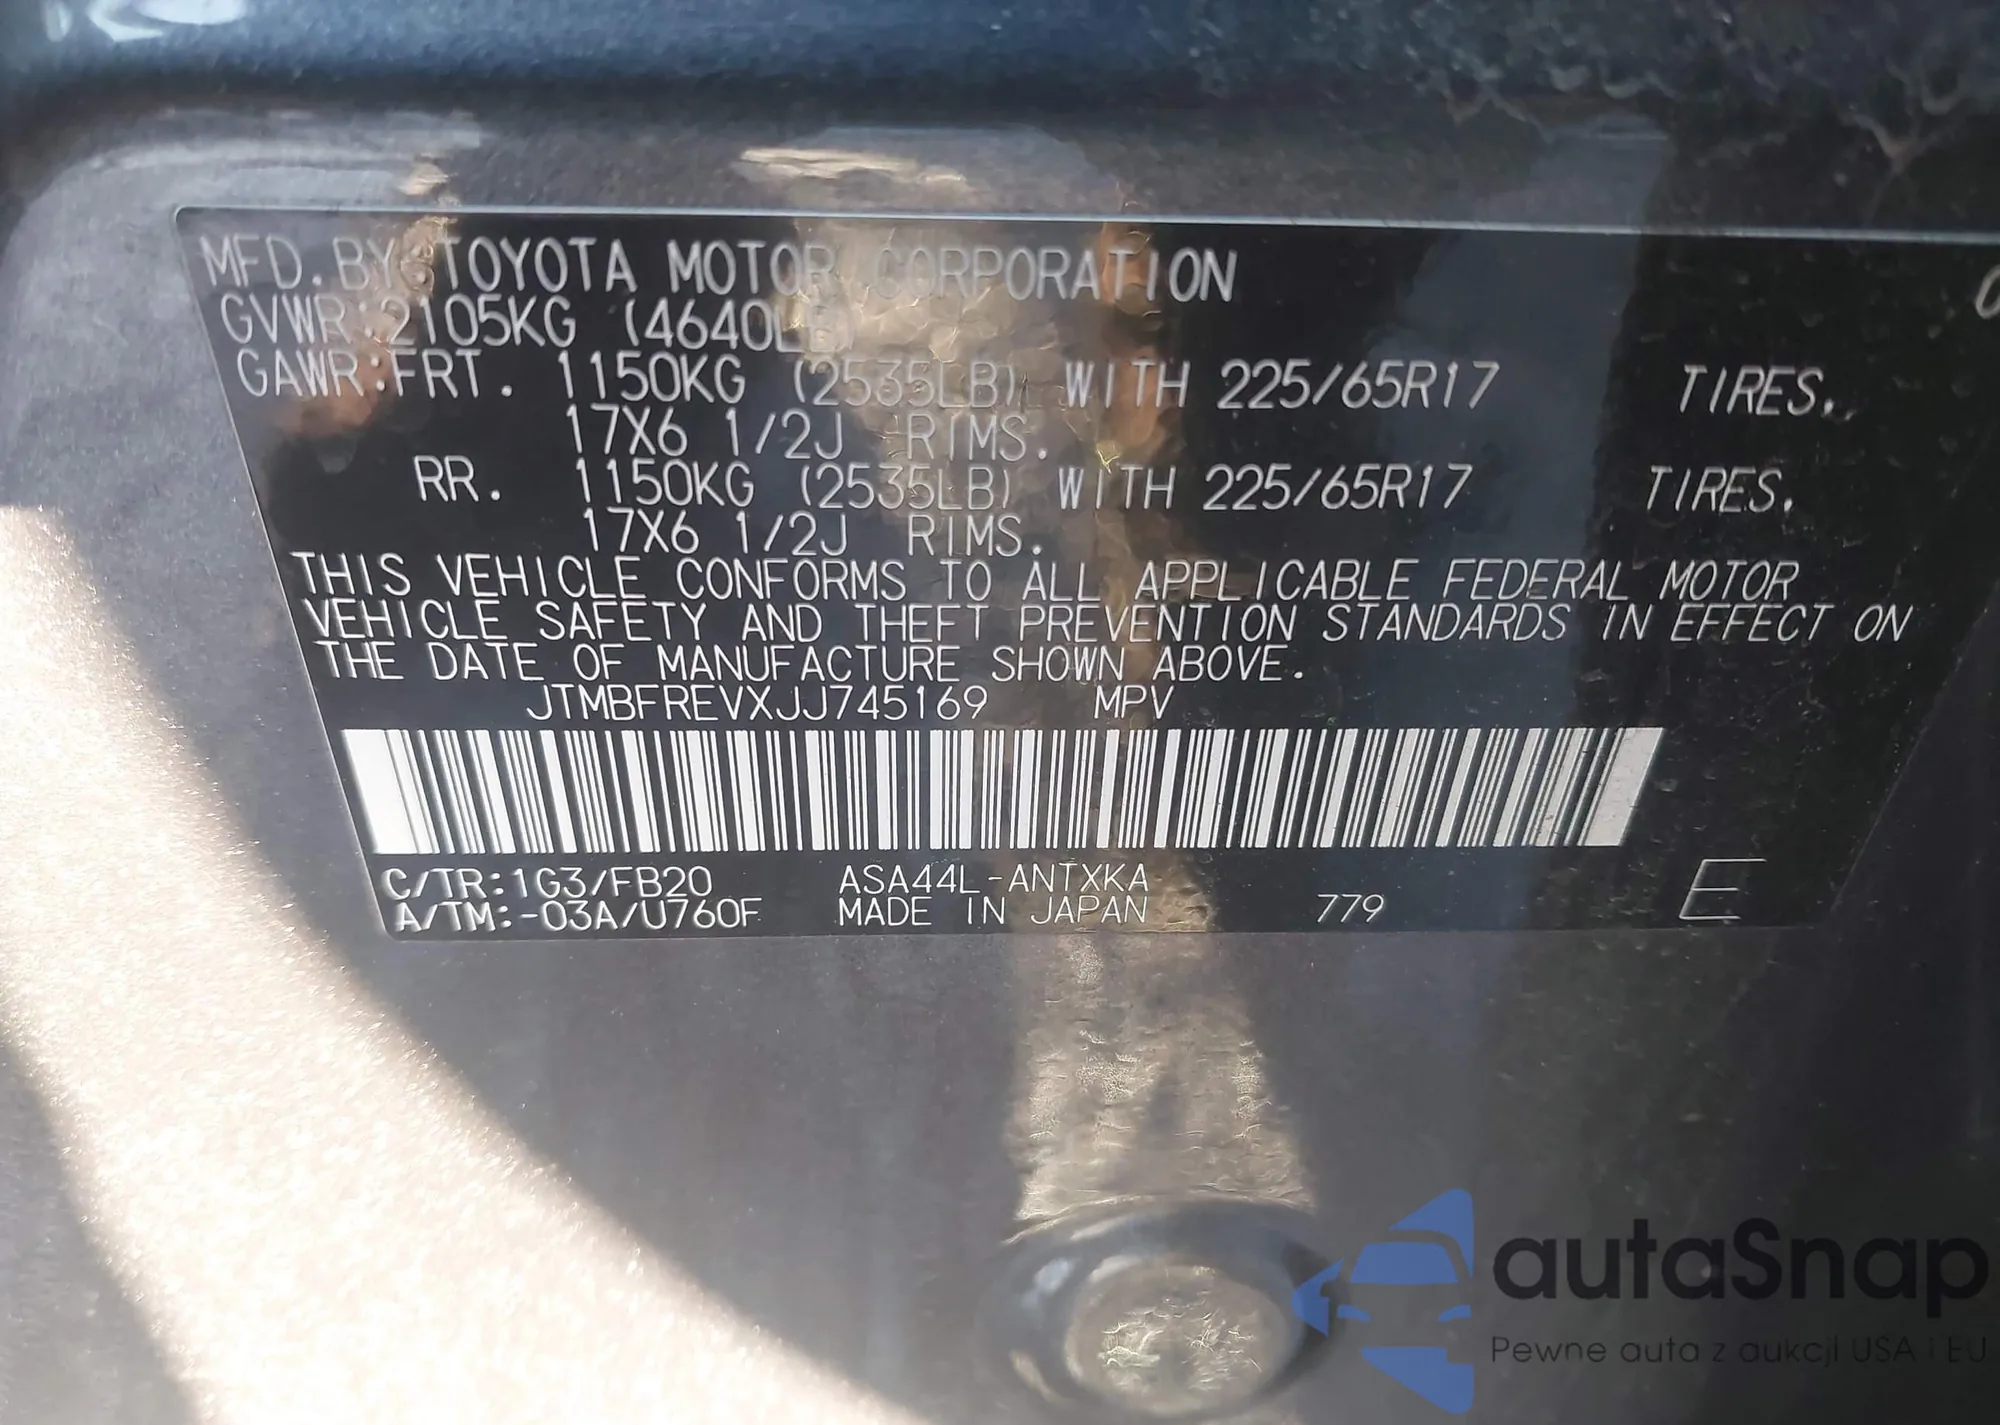 MFD. BY TOYOTA MOTOR CORPORATION
0
GVWR:2105KG (4640LB)
GAWR:FRT. 1150KG (2535LB) WITH 225/65R17 TIRES.
17X6 1/2J RIMS.
RR. 1150KG (2535LB) WITH 225/65R17 TIRES.
17X6 1/2J RIMS.
THIS VEHICLE CONFORMS TO ALL APPLICABLE FEDERAL MOTOR
VEHICLE SAFETY AND THEFT PREVENTION STANDARDS IN EFFECT ON
THE DATE OF MANUFACTURE SHOWN ABOVE.
JTMBFREVXJJ745169 MPV
C/TR:1G3/FB20 ASA44L-ANTXKA
A/TM:-03A/U760F MADE IN JAPAN 779 E
autaSnap
Pewne auta z aukcji USA i EU